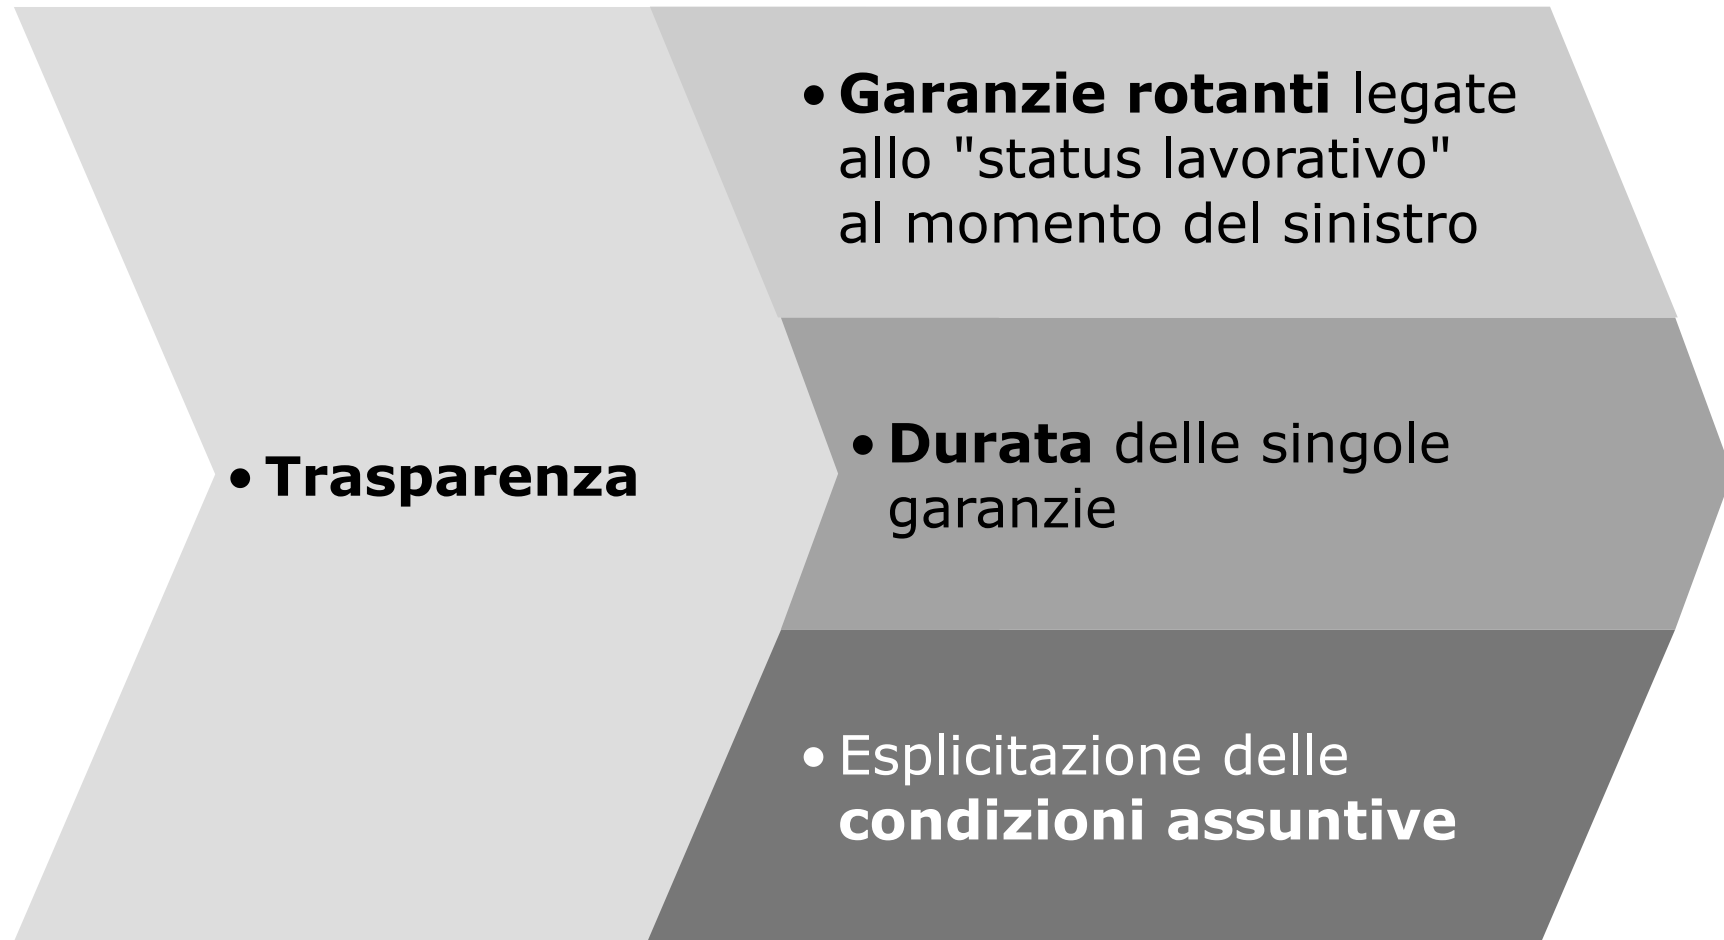 • Trasparenza
• Garanzie rotanti legate
allo "status lavorativo"
al momento del sinistro
• Durata delle singole
garanzie
• Esplicitazione delle
condizioni assuntive